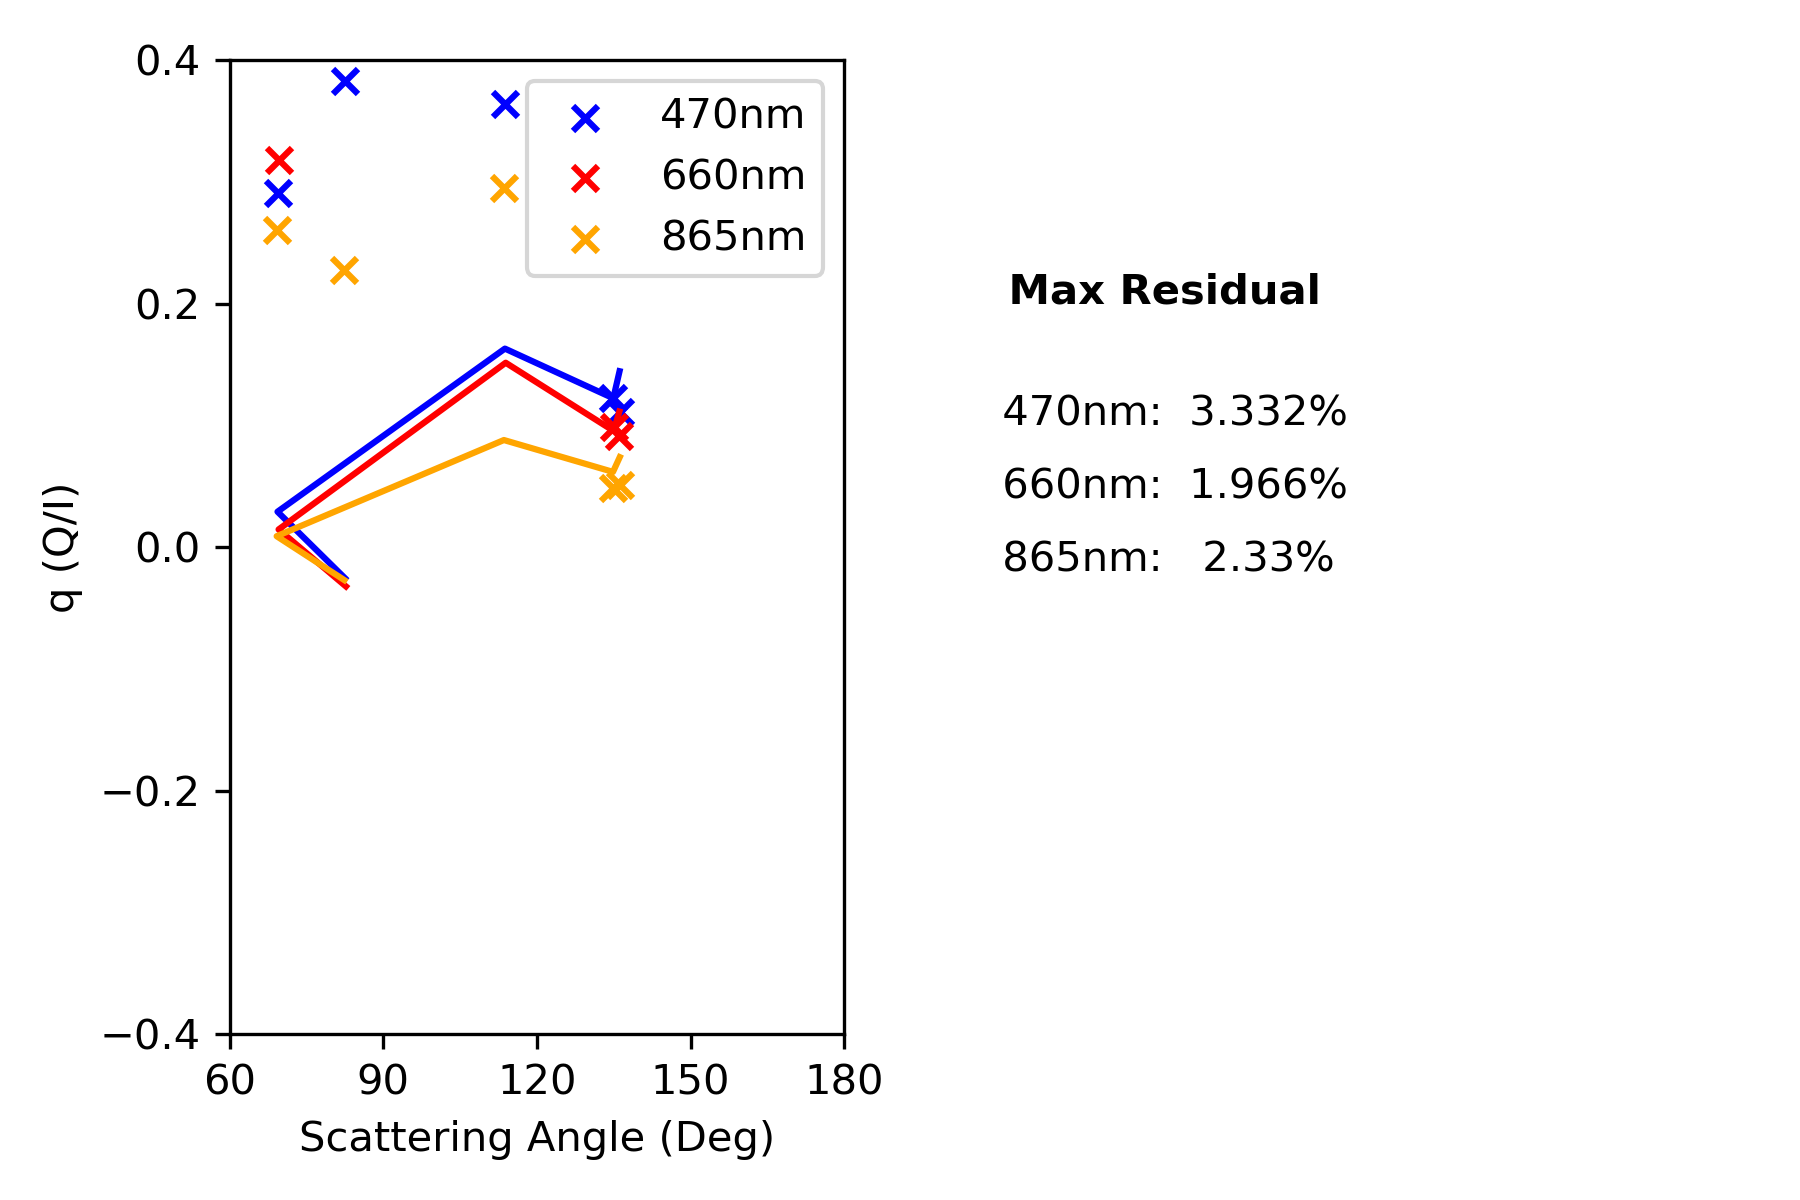 0.4
0.2
0.0
−0.2
−0.4
q (Q/I)
60 90 120 150 180
Scattering Angle (Deg)
470nm
660nm
865nm
Max Residual
470nm: 3.332%
660nm: 1.966%
865nm: 2.33%